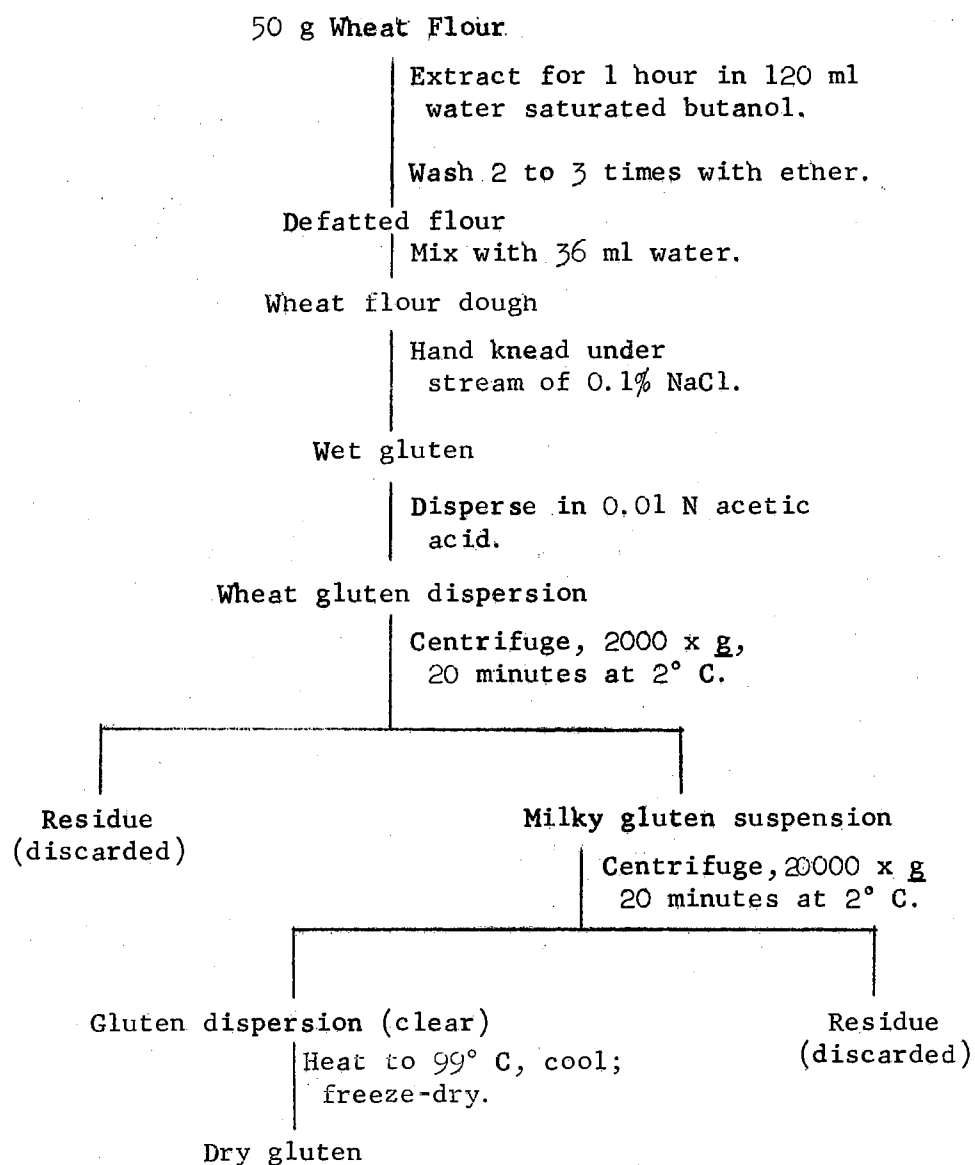 50 g Wheat Flour
Extract for 1 hour in 120 ml
water saturated butanol.
Wash 2 to 3 times with ether.
Defatted flour
Mix with 36 ml water.
Wheat flour dough
Hand knead under
stream of 0.1% NaCl.
Wet gluten
Disperse in 0.01 N acetic
acid.
Wheat gluten dispersion
Centrifuge, 2000 x g,
20 minutes at 2° C.
Residue
(discarded)
Milky gluten suspension
Centrifuge, 20000 x g
20 minutes at 2° C.
Gluten dispersion (clear)
Heat to 99° C, cool;
freeze-dry.
Residue
(discarded)
Dry gluten